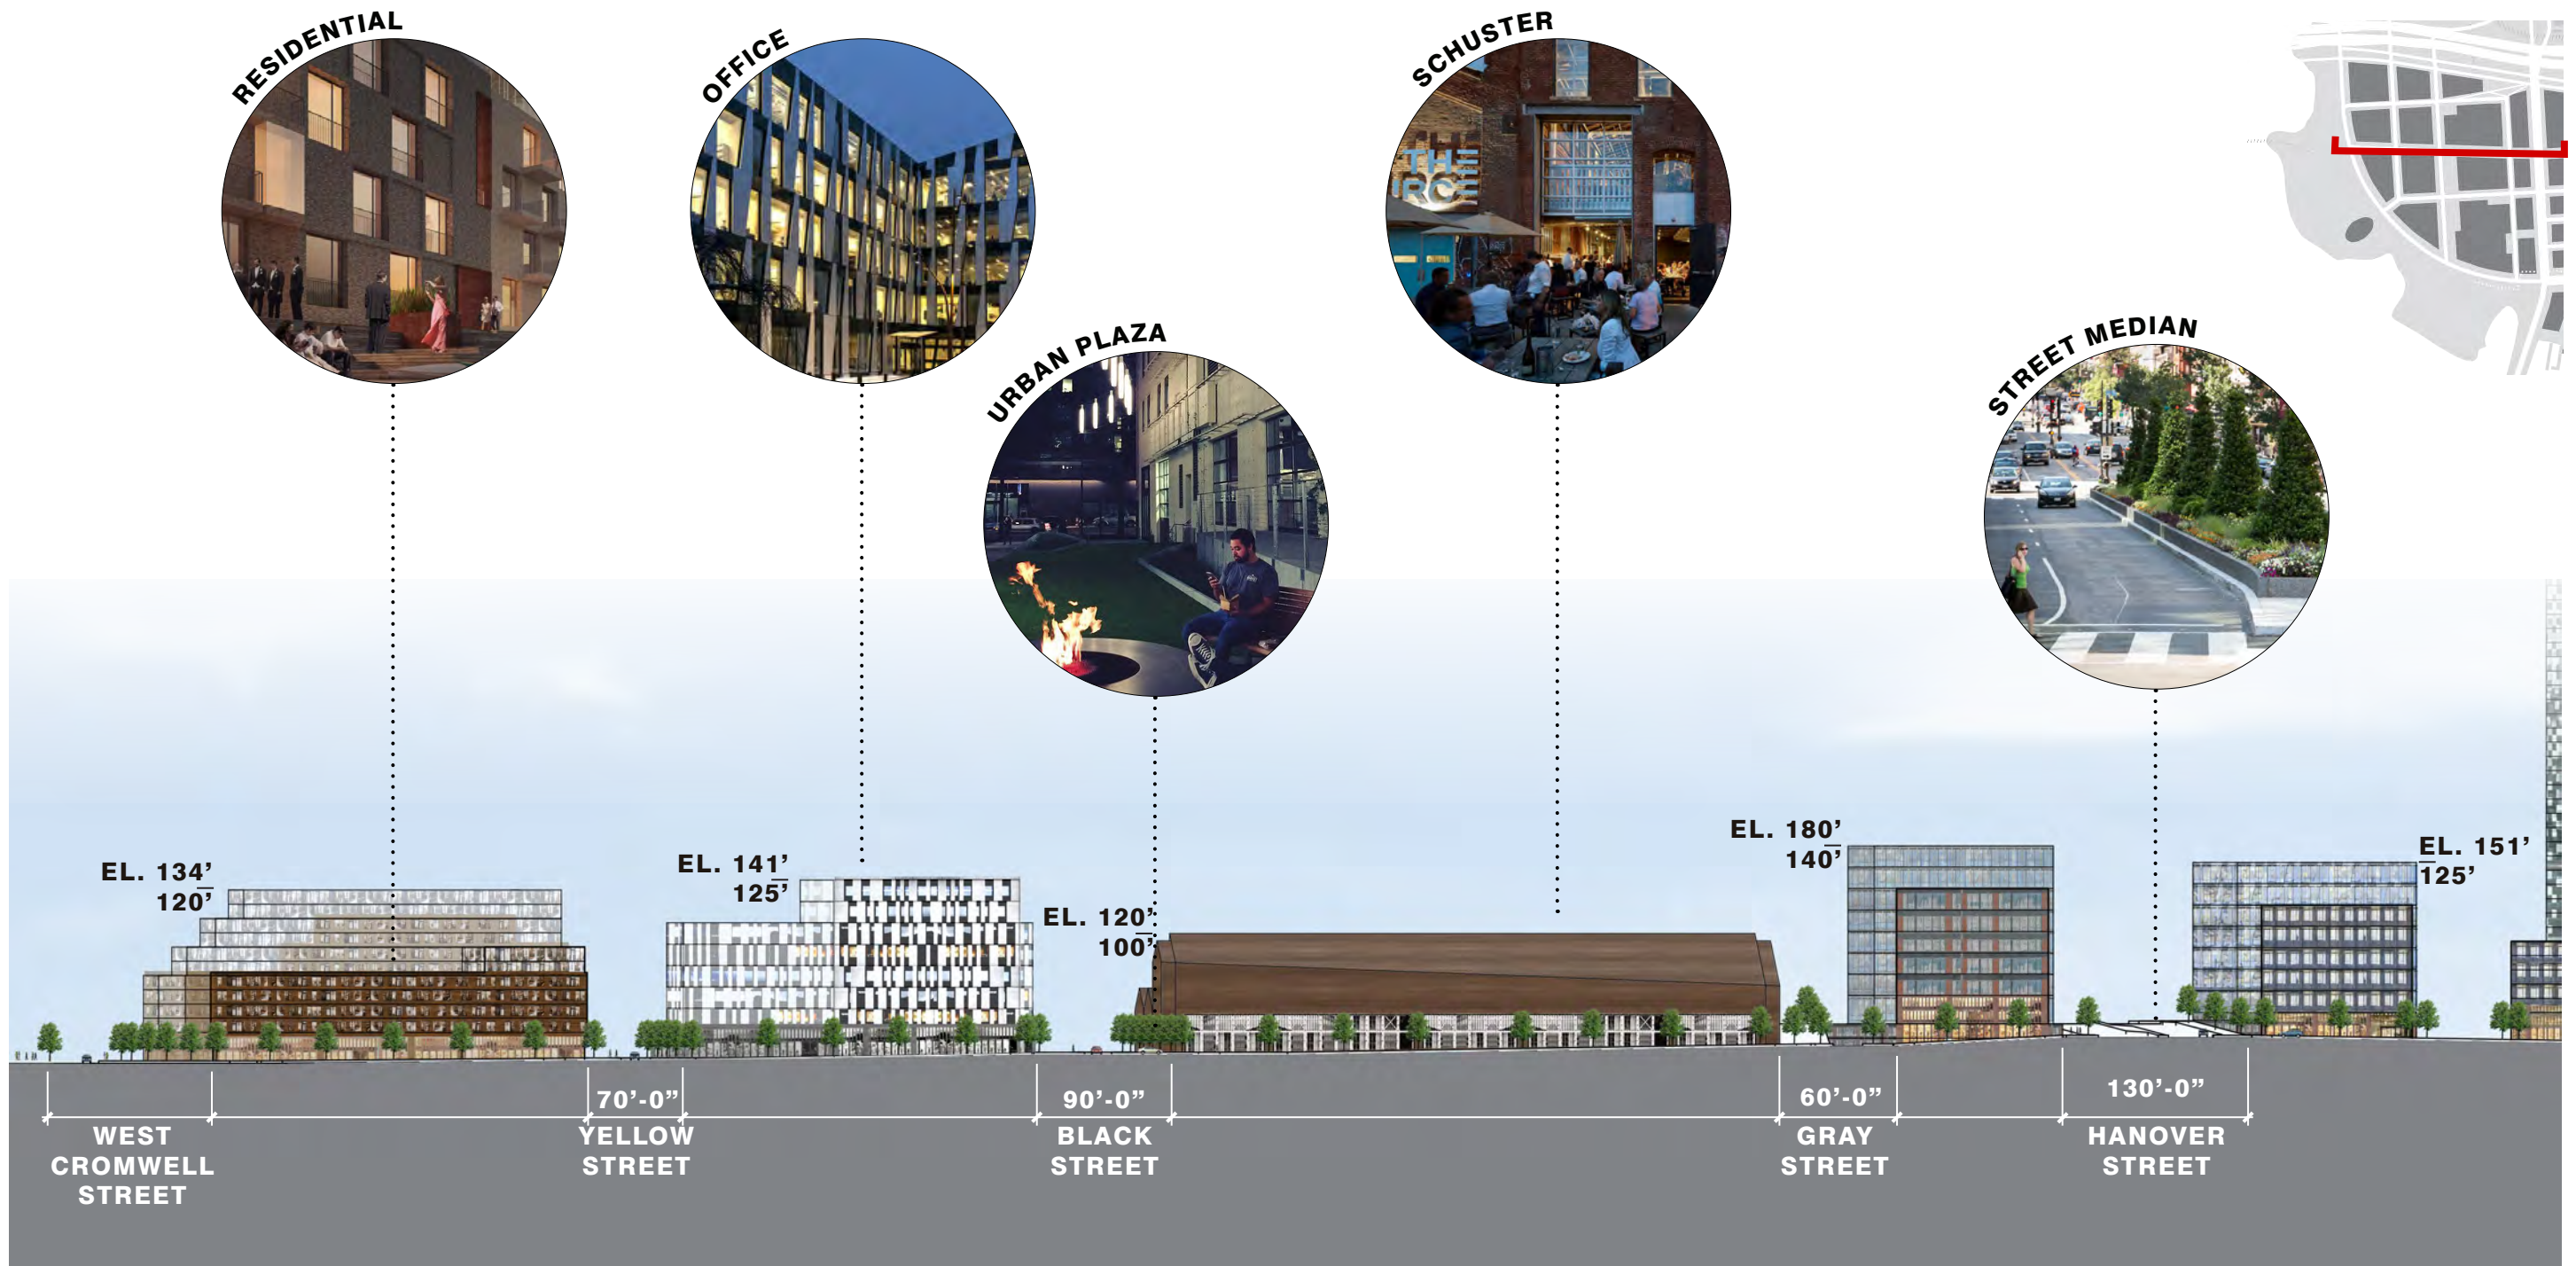 RESIDENTIAL
OFFICE
SCHUSTER
THE
IRCE
URBAN PLAZA
STREET MEDIAN
EL. 134’
120’
EL. 141’
125’
EL. 120’
100’
EL. 180’
140’
EL. 151’
125’
70’-0”
90’-0”
60’-0”
130’-0”
WEST
CROMWELL
STREET
YELLOW
STREET
BLACK
STREET
GRAY
STREET
HANOVER
STREET